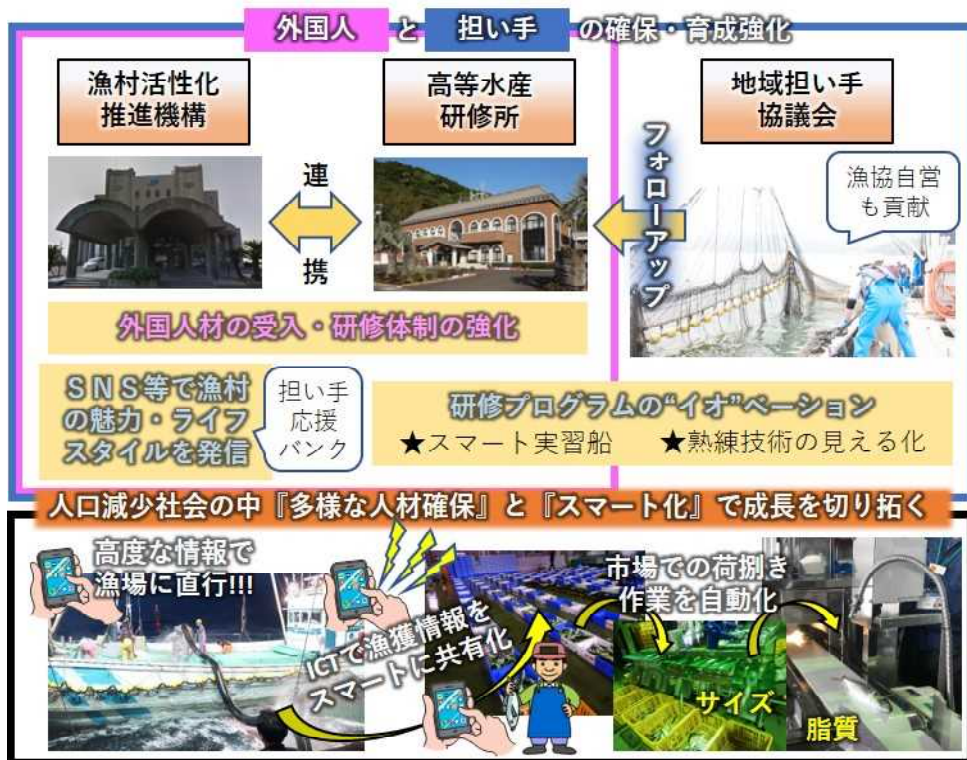 外国人 と 担い手 の確保・育成強化
漁村活性化
推進機構
高等水産
研修所
地域担い手
協議会
連
携
フォローアップ
漁協自営
も貢献
外国人材の受入・研修体制の強化
ＳＮＳ等で漁村
の魅力・ライフ
スタイルを発信
担い手
応援
バンク
研修プログラムの“イオ”ベーション
★スマート実習船 ★熟練技術の見える化
人口減少社会の中『多様な人材確保』と『スマート化』で成長を切り拓く
高度な情報で
漁場に直行!!!
ICTで漁獲情報を
スマートに共有化
市場での荷捌き
作業を自動化
サイズ
脂質